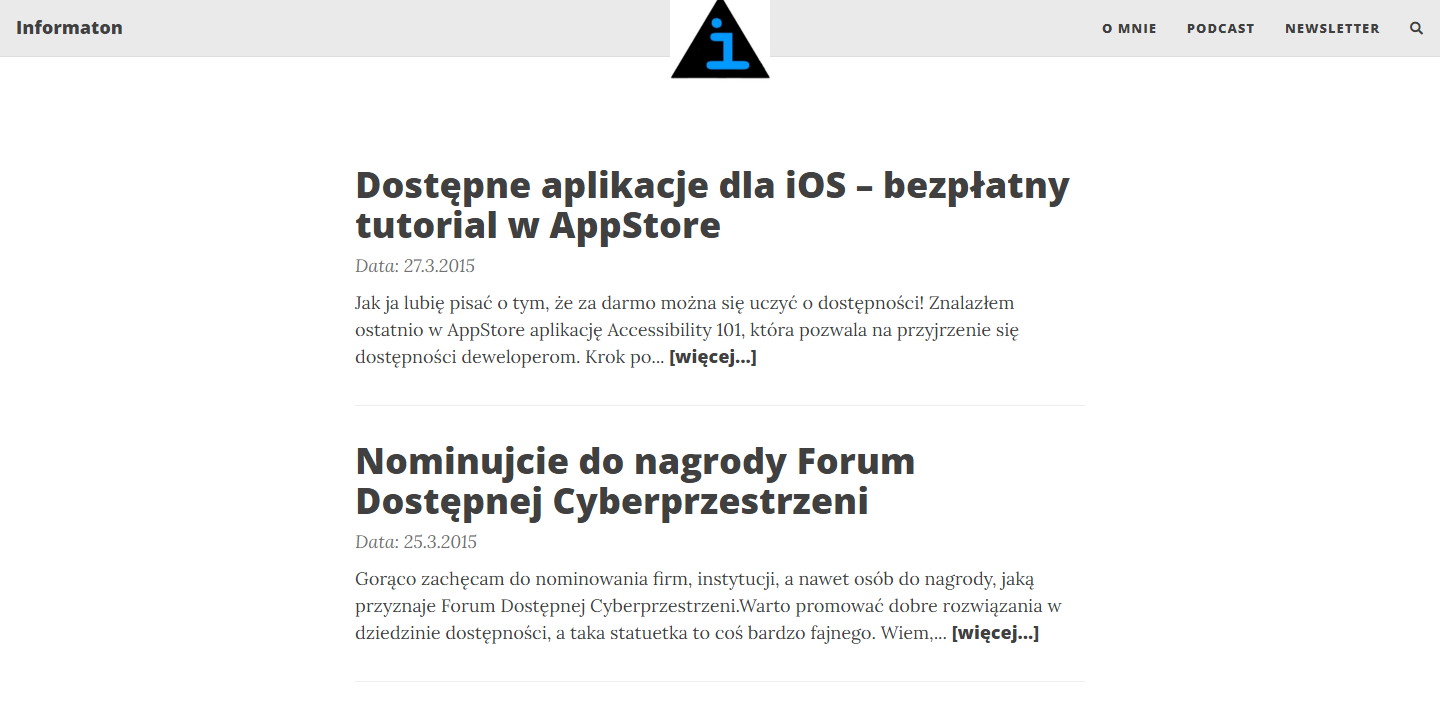 Informaton
i
O MNIE
PODCAST
NEWSLETTER
Dostępne aplikacje dla iOS – bezpłatny
tutorial w AppStore
Data: 27.3.2015
Jak ja lubię pisać o tym, że za darmo można się uczyć o dostępności! Znalazłem
ostatnio w AppStore aplikację Accessibility 101, która pozwala na przyjrzenie się
dostępności deweloperom. Krok po... [więcej...]
Nominujcie do nagrody Forum
Dostępnej Cyberprzestrzeni
Data: 25.3.2015
Gorąco zachęcam do nominowania firm, instytucji, a nawet osób do nagrody, jaką
przyznaje Forum Dostępnej Cyberprzestrzeni.Warto promować dobre rozwiązania w
dziedzinie dostępności, a taka statuetka to coś bardzo fajnego. Wiem,... [więcej...]